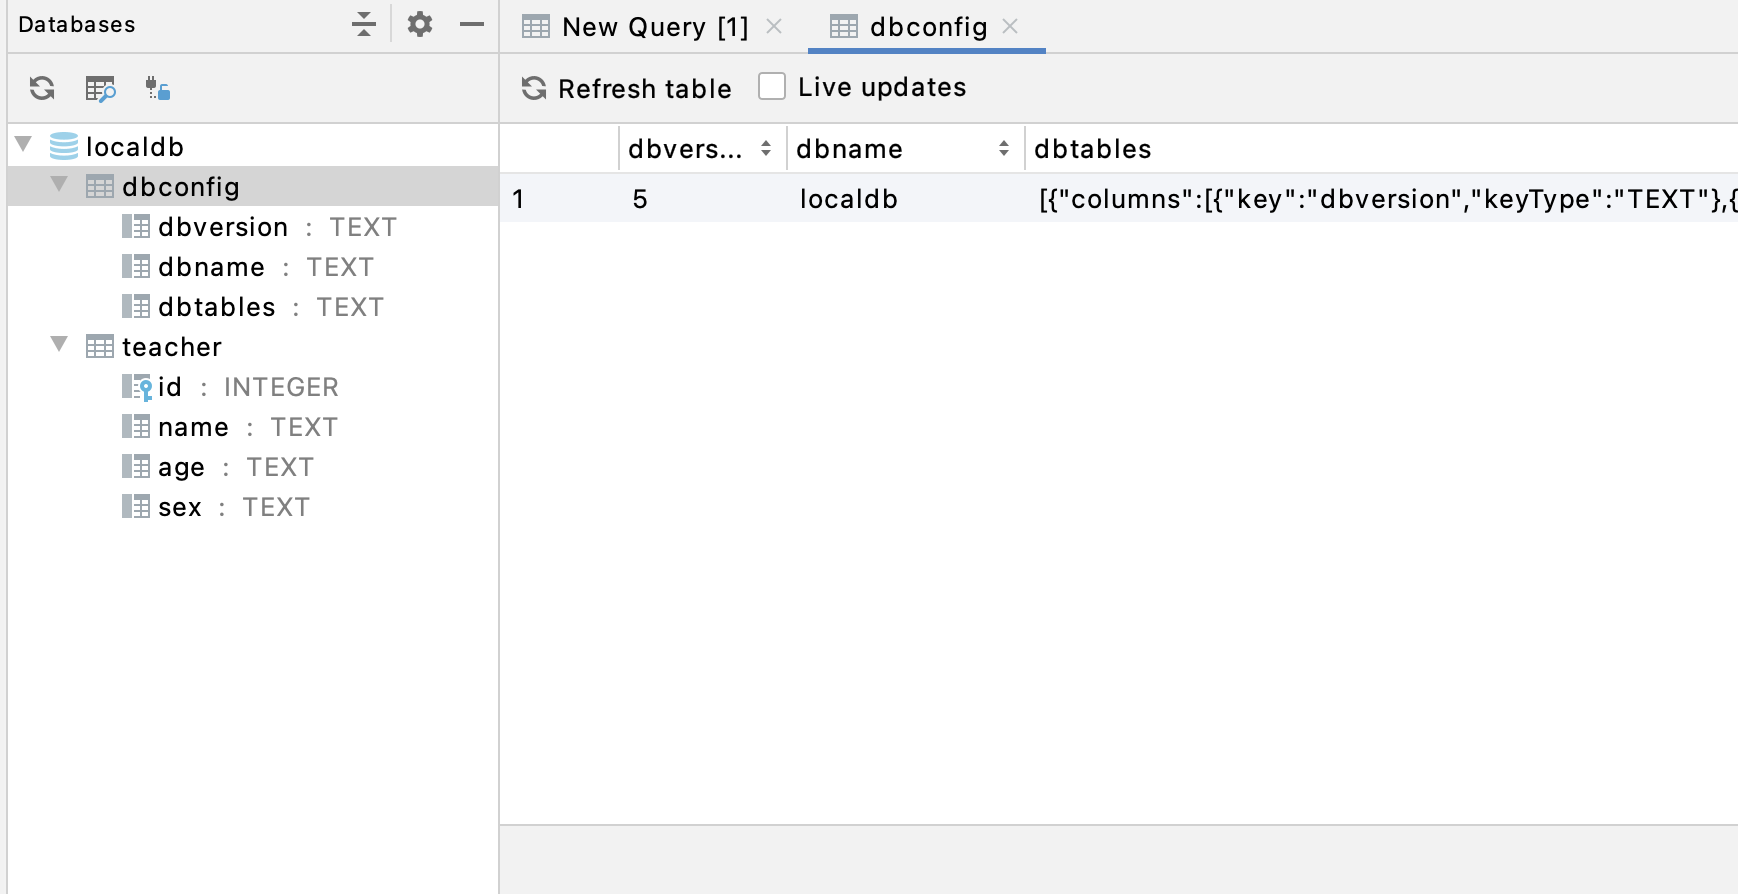 Databases
localdb
dbconfig
dbversion : TEXT
dbname : TEXT
dbtables : TEXT
teacher
id : INTEGER
name : TEXT
age : TEXT
sex : TEXT
New Query [1] dbconfig
Refresh table Live updates
dbvers... dbname dbtables
1 5 localdb [{"columns":[{"key":"dbversion","keyType":"TEXT"},{